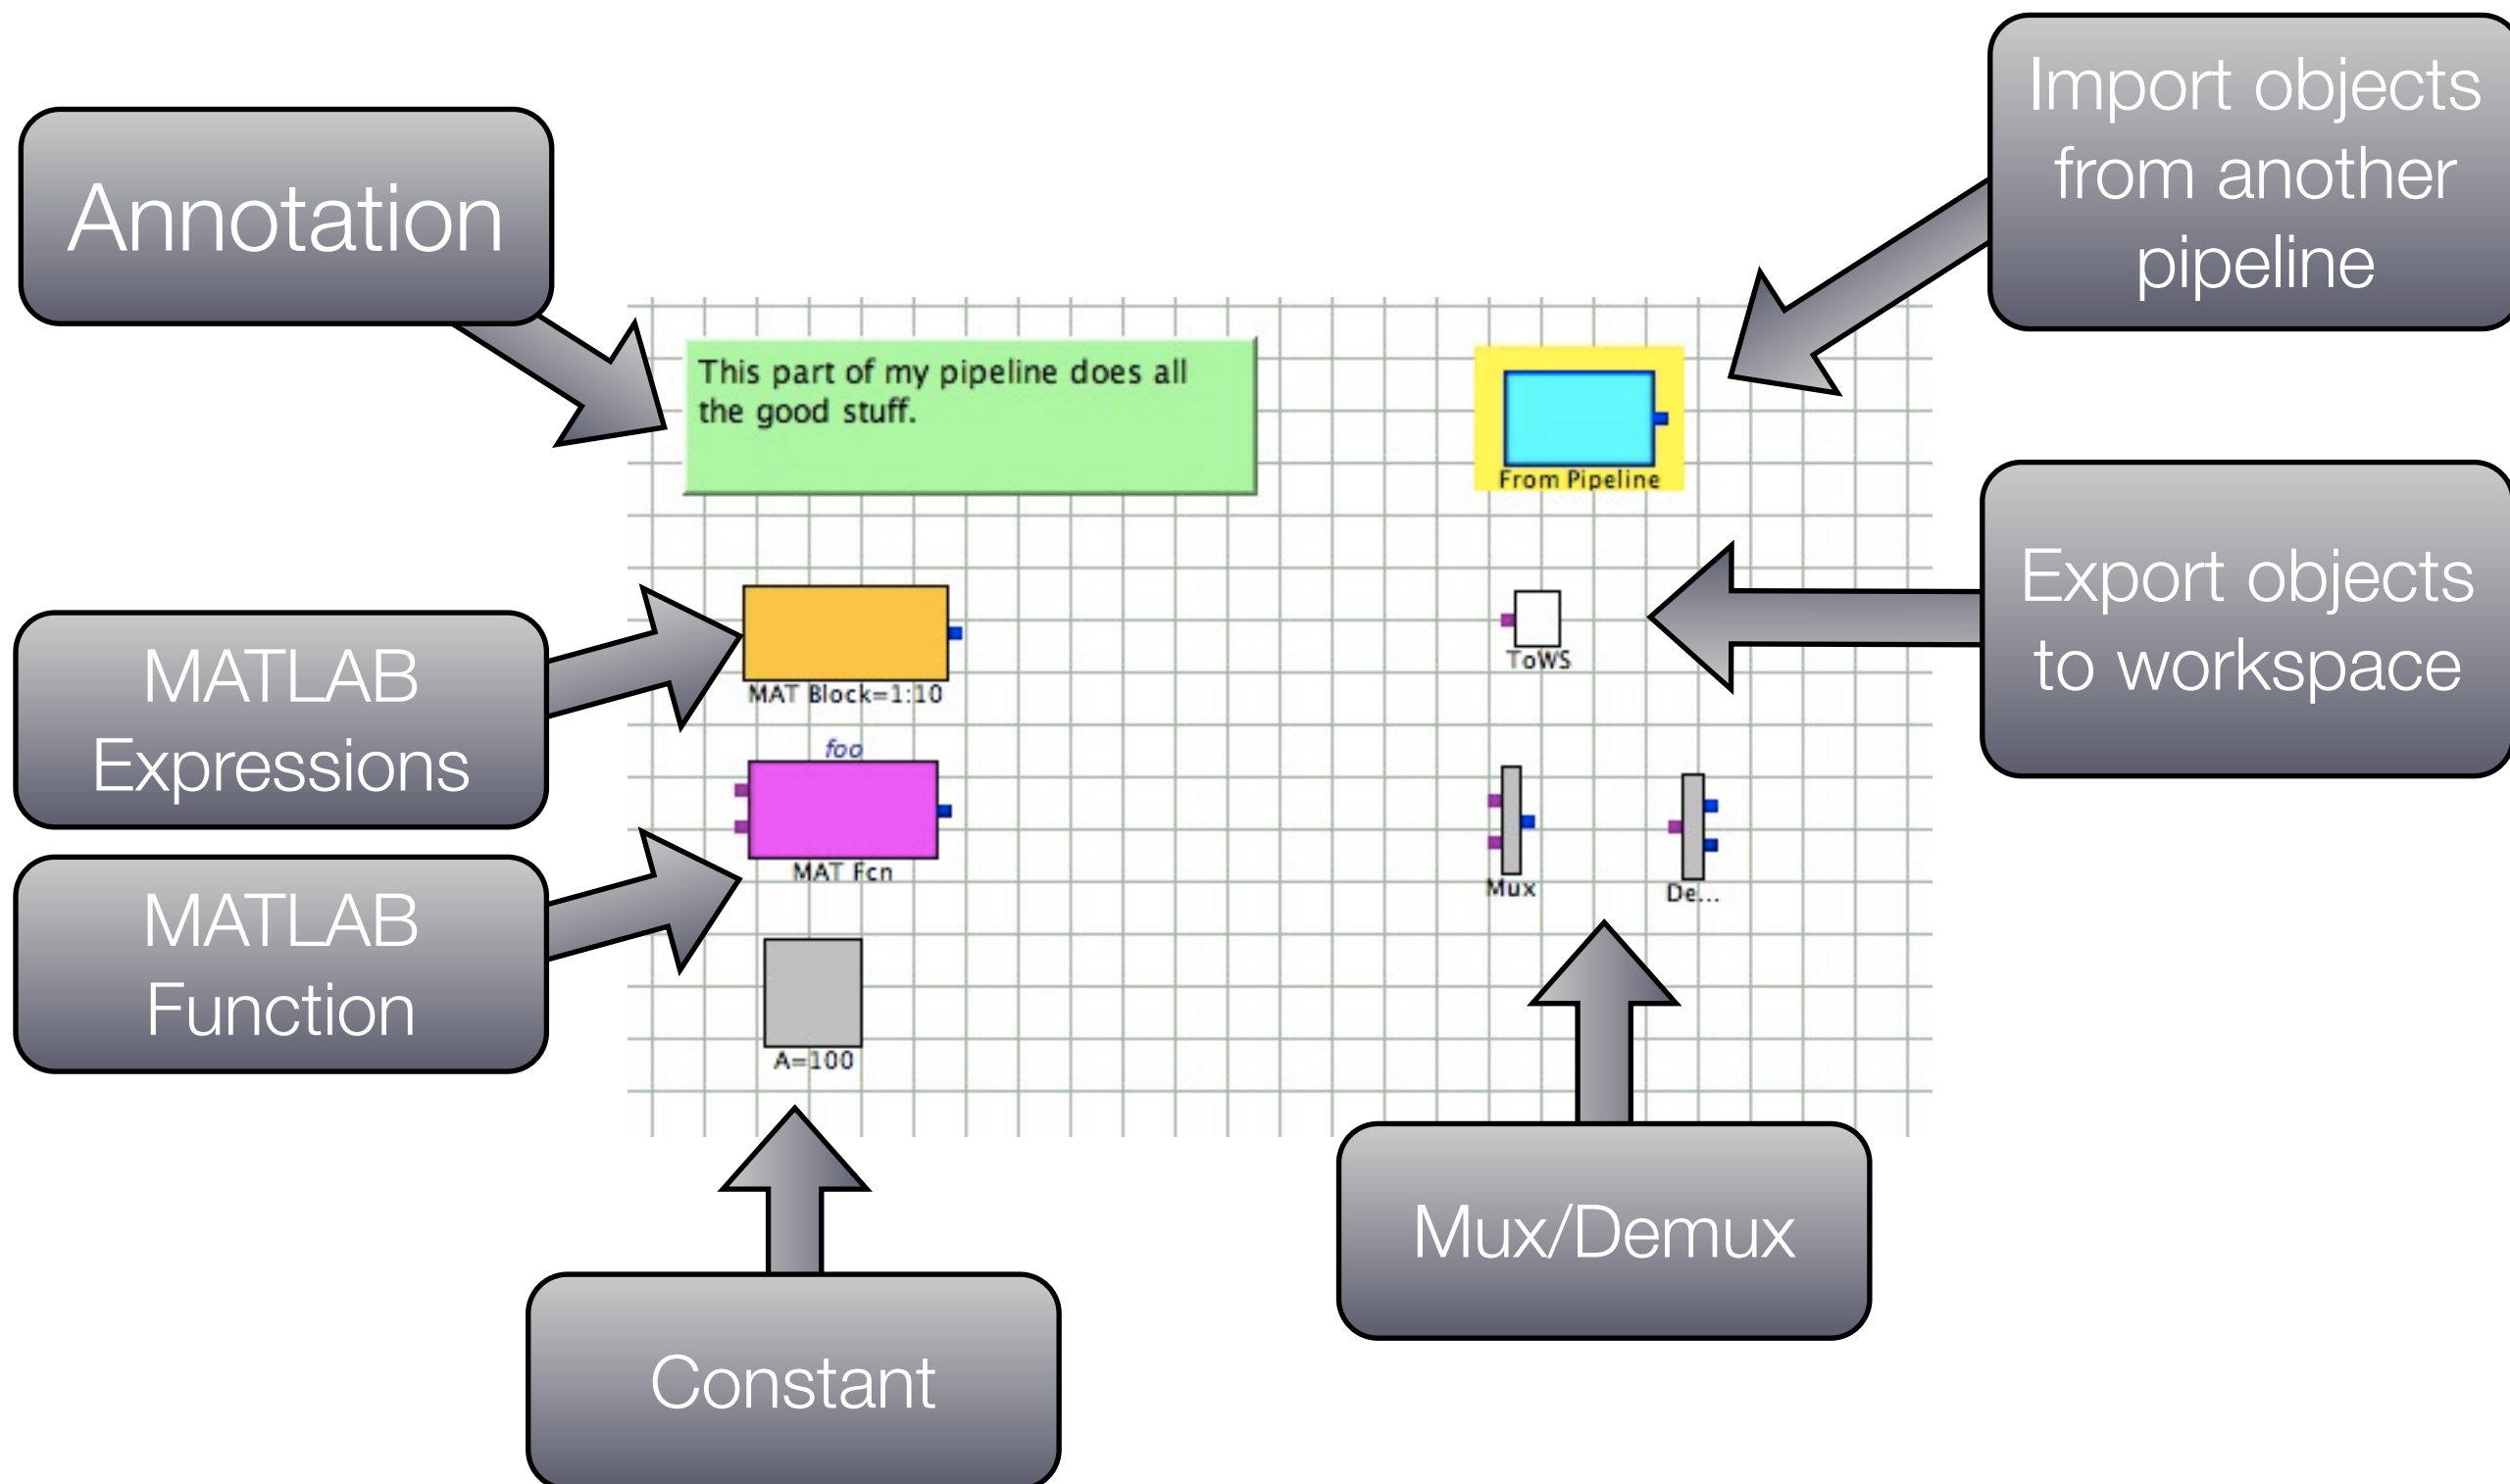 Annotation
Import objects
from another
pipeline
This part of my pipeline does all
the good stuff.
From Pipeline
MATLAB
Expressions
MAT Block=1:10
ToWS
Export objects
to workspace
foo
MAT Fcn
MATLAB
Function
Mux
De...
A=100
Mux/Demux
Constant